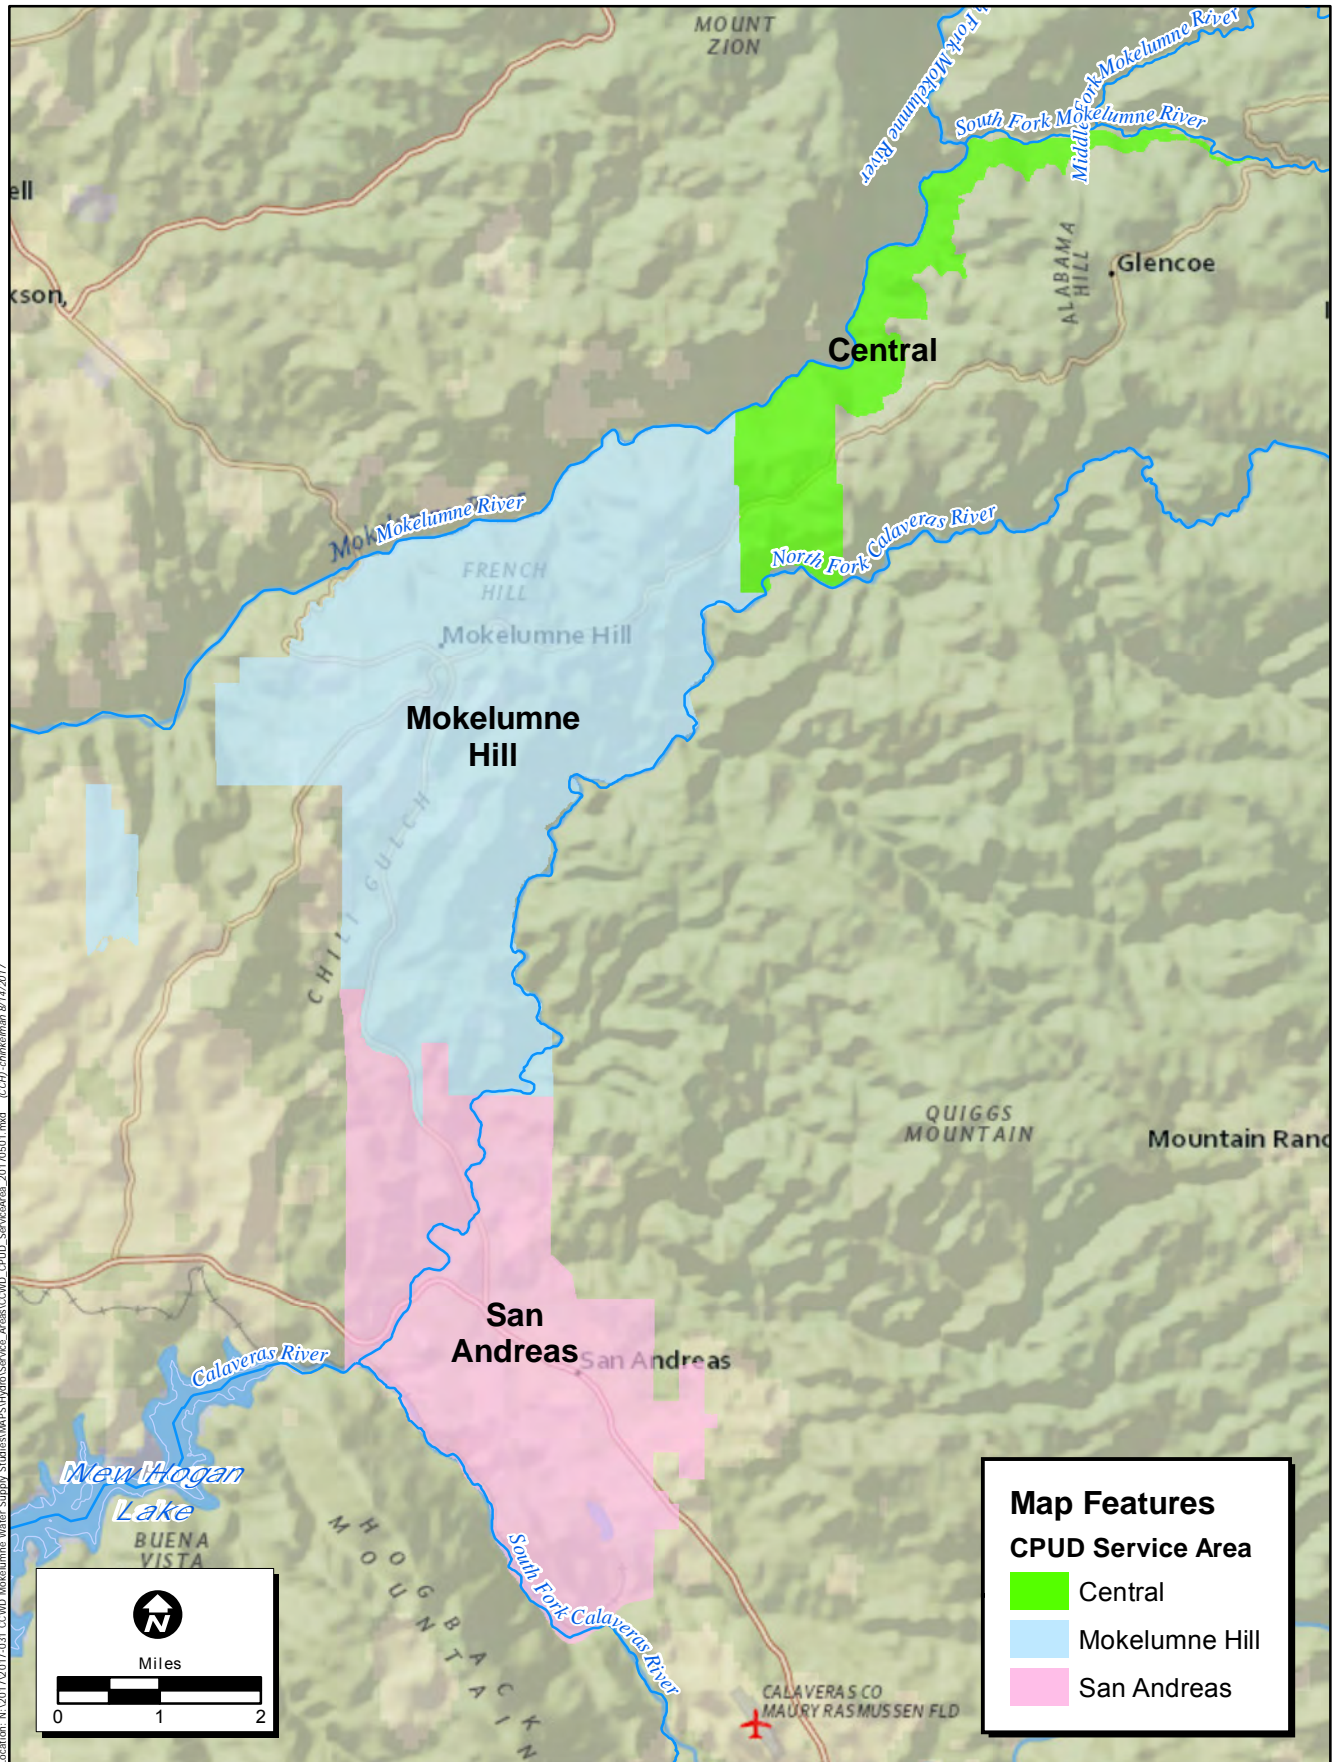 MOUNT
ZION
Fork Mokelumne River
Mokelumne River
South Fork Mokelumne River
Middle Fork Mokelumne River
ell
kson,
ALABAMA
HILL
Glencoe
Central
Mokelumne River
North Fork Calaveras River
FRENCH
HILL
Mokelumne Hill
Mokelumne
Hill
CHILI GULCH
QUIGGS
MOUNTAIN
Mountain Ranc
San
Andreas
San Andreas
Calaveras River
New Hogan
Lake
BUENA
VISTA
HOGBACK
MOUNTAIN
South Fork Calaveras River
CALAVERAS CO
MAURY RASMUSSEN FLD
N
Miles
0 1 2
Map Features
CPUD Service Area
Central
Mokelumne Hill
San Andreas